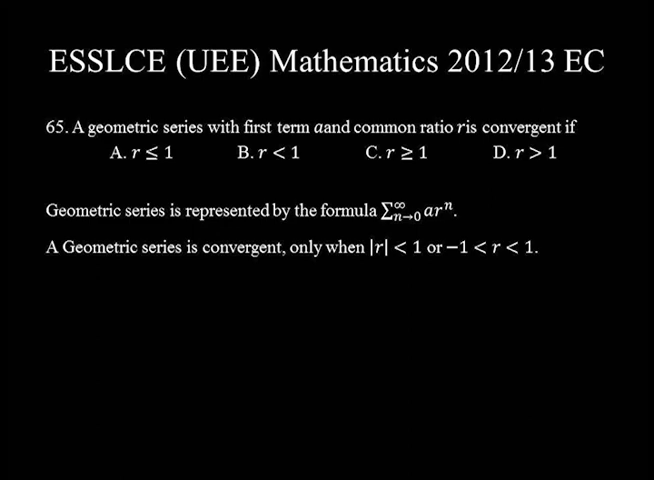 ESSLCE (UEE) Mathematics 2012/13 EC
65. A geometric series with first term aand common ratio ris convergent if
A. r ≤ 1 B. r < 1 C. r ≥ 1 D. r > 1
Geometric series is represented by the formula ∑_{n→0}^{∞} ar^n.
A Geometric series is convergent, only when |r| < 1 or −1 < r < 1.